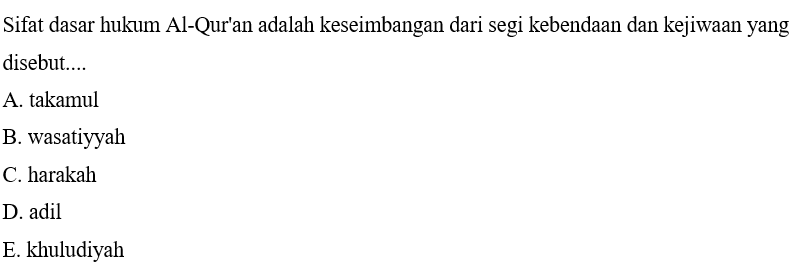 Sifat dasar hukum Al-Qur'an adalah keseimbangan dari segi kebendaan dan kejiwaan yang
disebut....
A. takamul
B. wasatiyyah
C. harakah
D. adil
E. khuludiyah